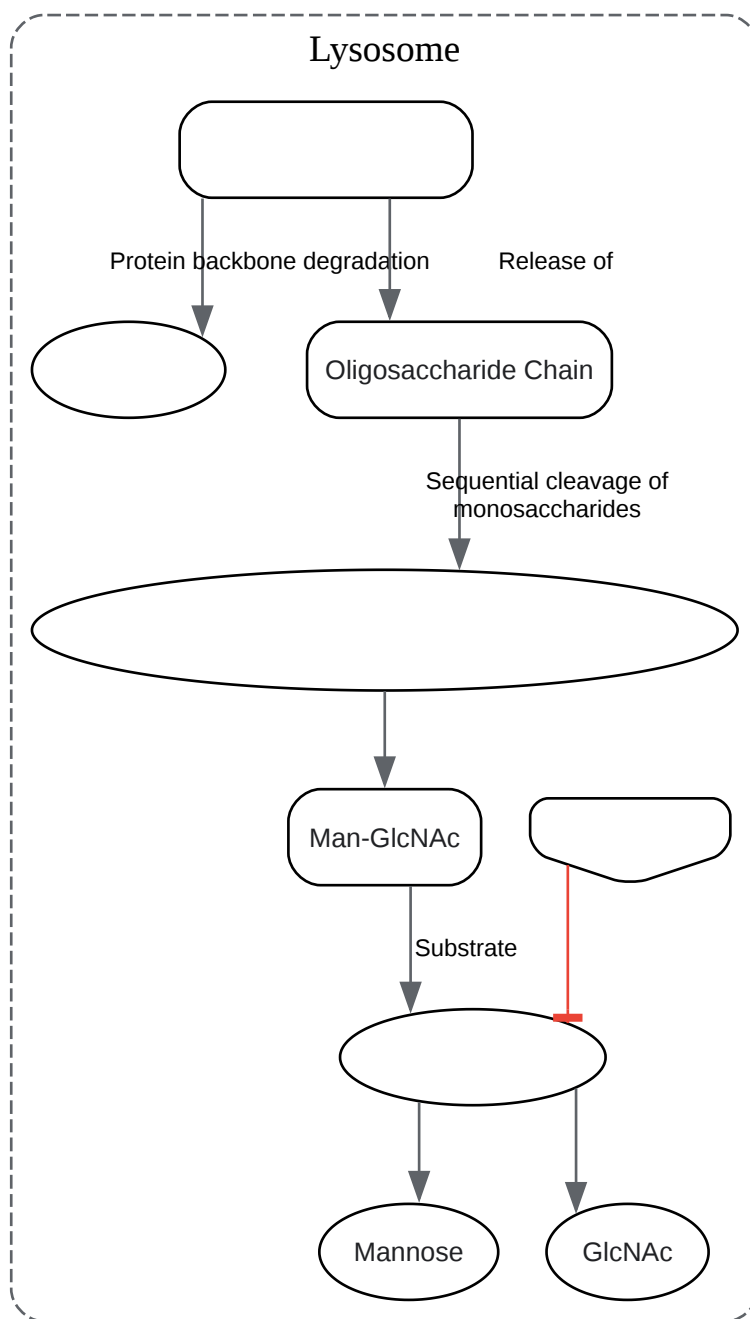 Lysosome
Protein backbone degradation
Release of
Oligosaccharide Chain
Sequential cleavage of
monosaccharides
Man-GlcNAc
Substrate
Mannose
GlcNAc